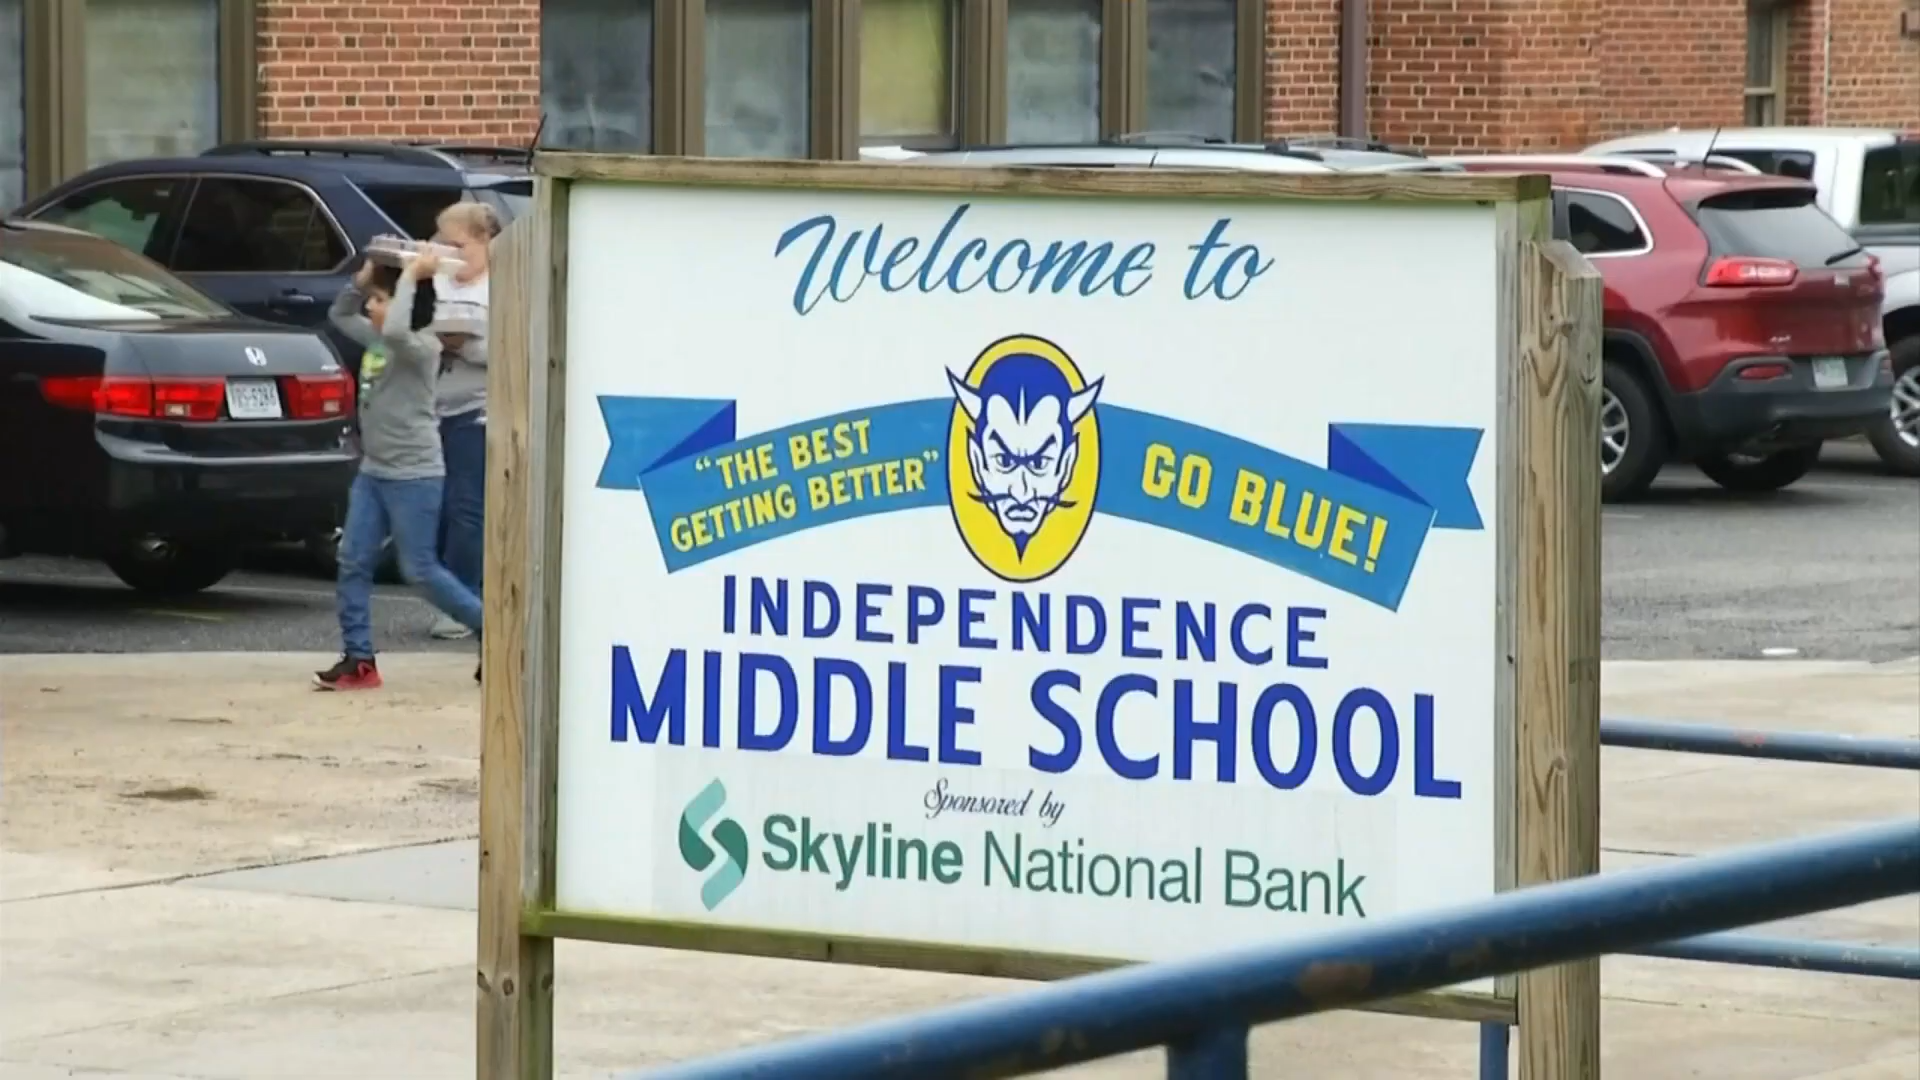 Welcome to
"THE BEST
GETTING BETTER"
GO BLUE!
INDEPENDENCE
MIDDLE SCHOOL
Sponsored by
Skyline National Bank